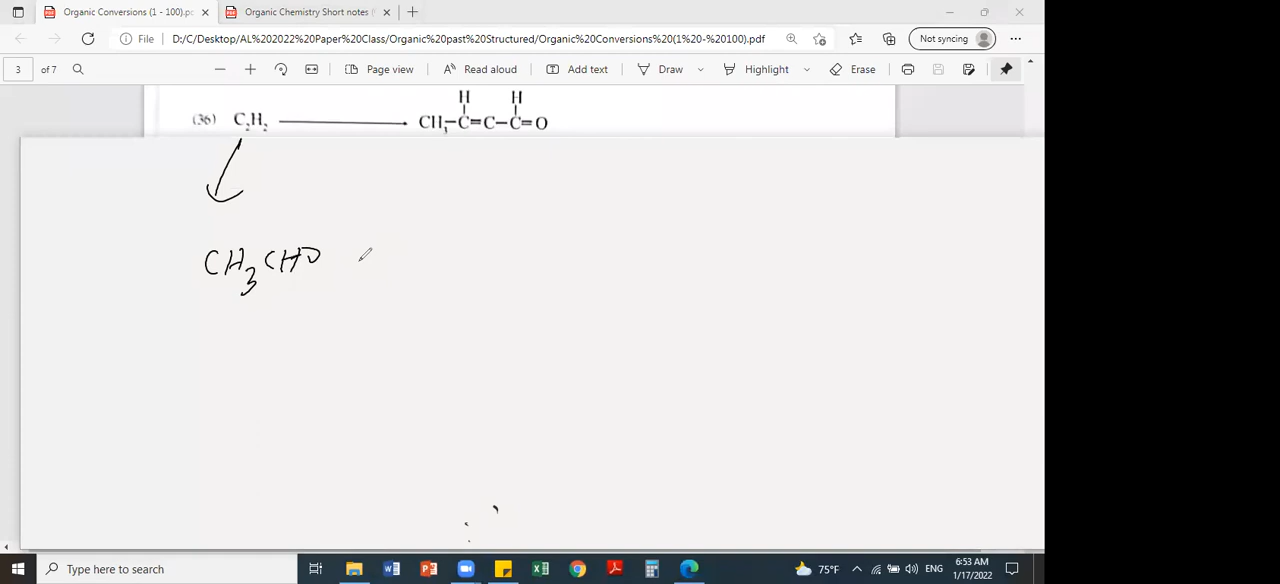 Organic Conversions (1 - 100).pc
Organic Chemistry Short notes (
File
D:/C/Desktop/AL%202022%20Paper%20Class/Organic%20past%20Structured/Organic%20Conversions%20(1%20-%20100).pdf
Not syncing
3 of 7
Page view
Read aloud
Add text
Draw
Highlight
Erase
H H
(36) C₂H₂ CH₃–C=C–C=O
CH₃CHO
Type here to search
75°F
ENG
6:53 AM
1/17/2022